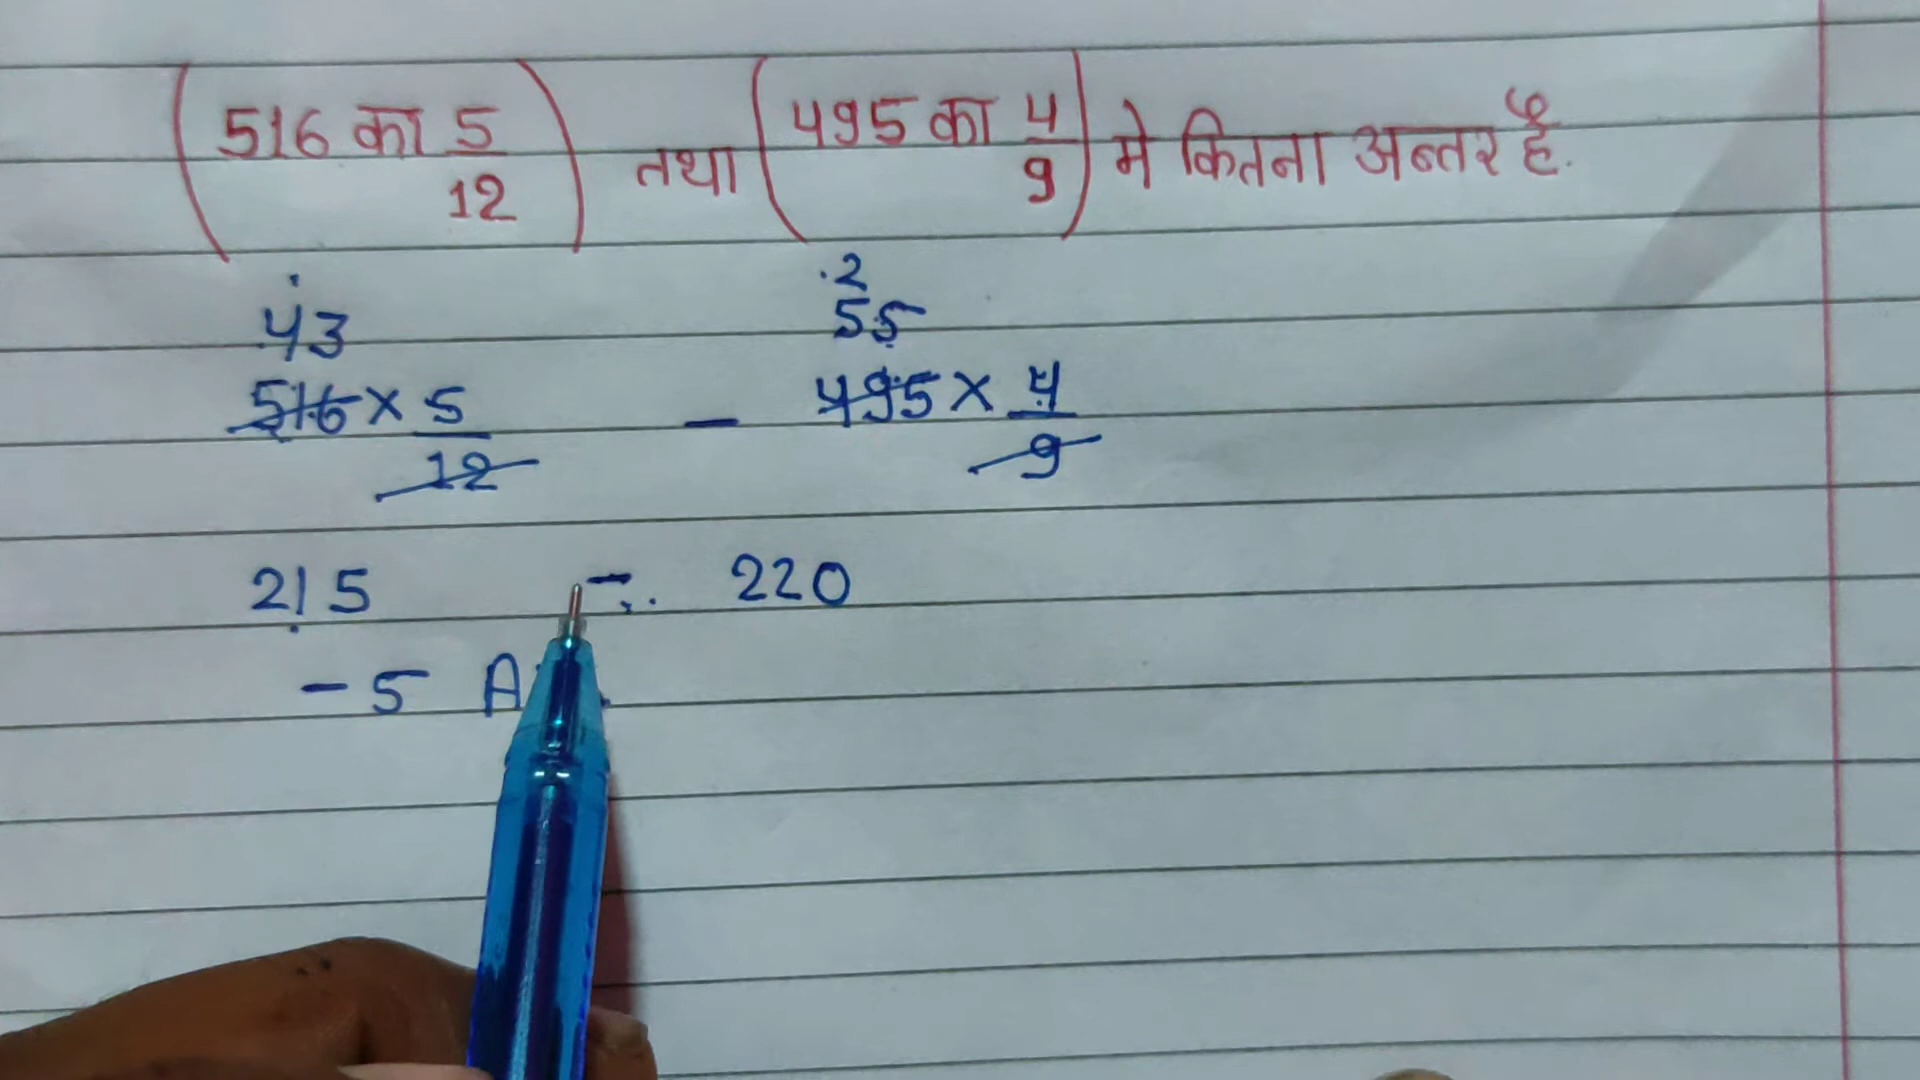 (516 का 5/12) तथा (495 का 4/9) मे कितना अन्तर है.
43 2
55
516 × 5/12 - 495 × 4/9
215 - 220
-5